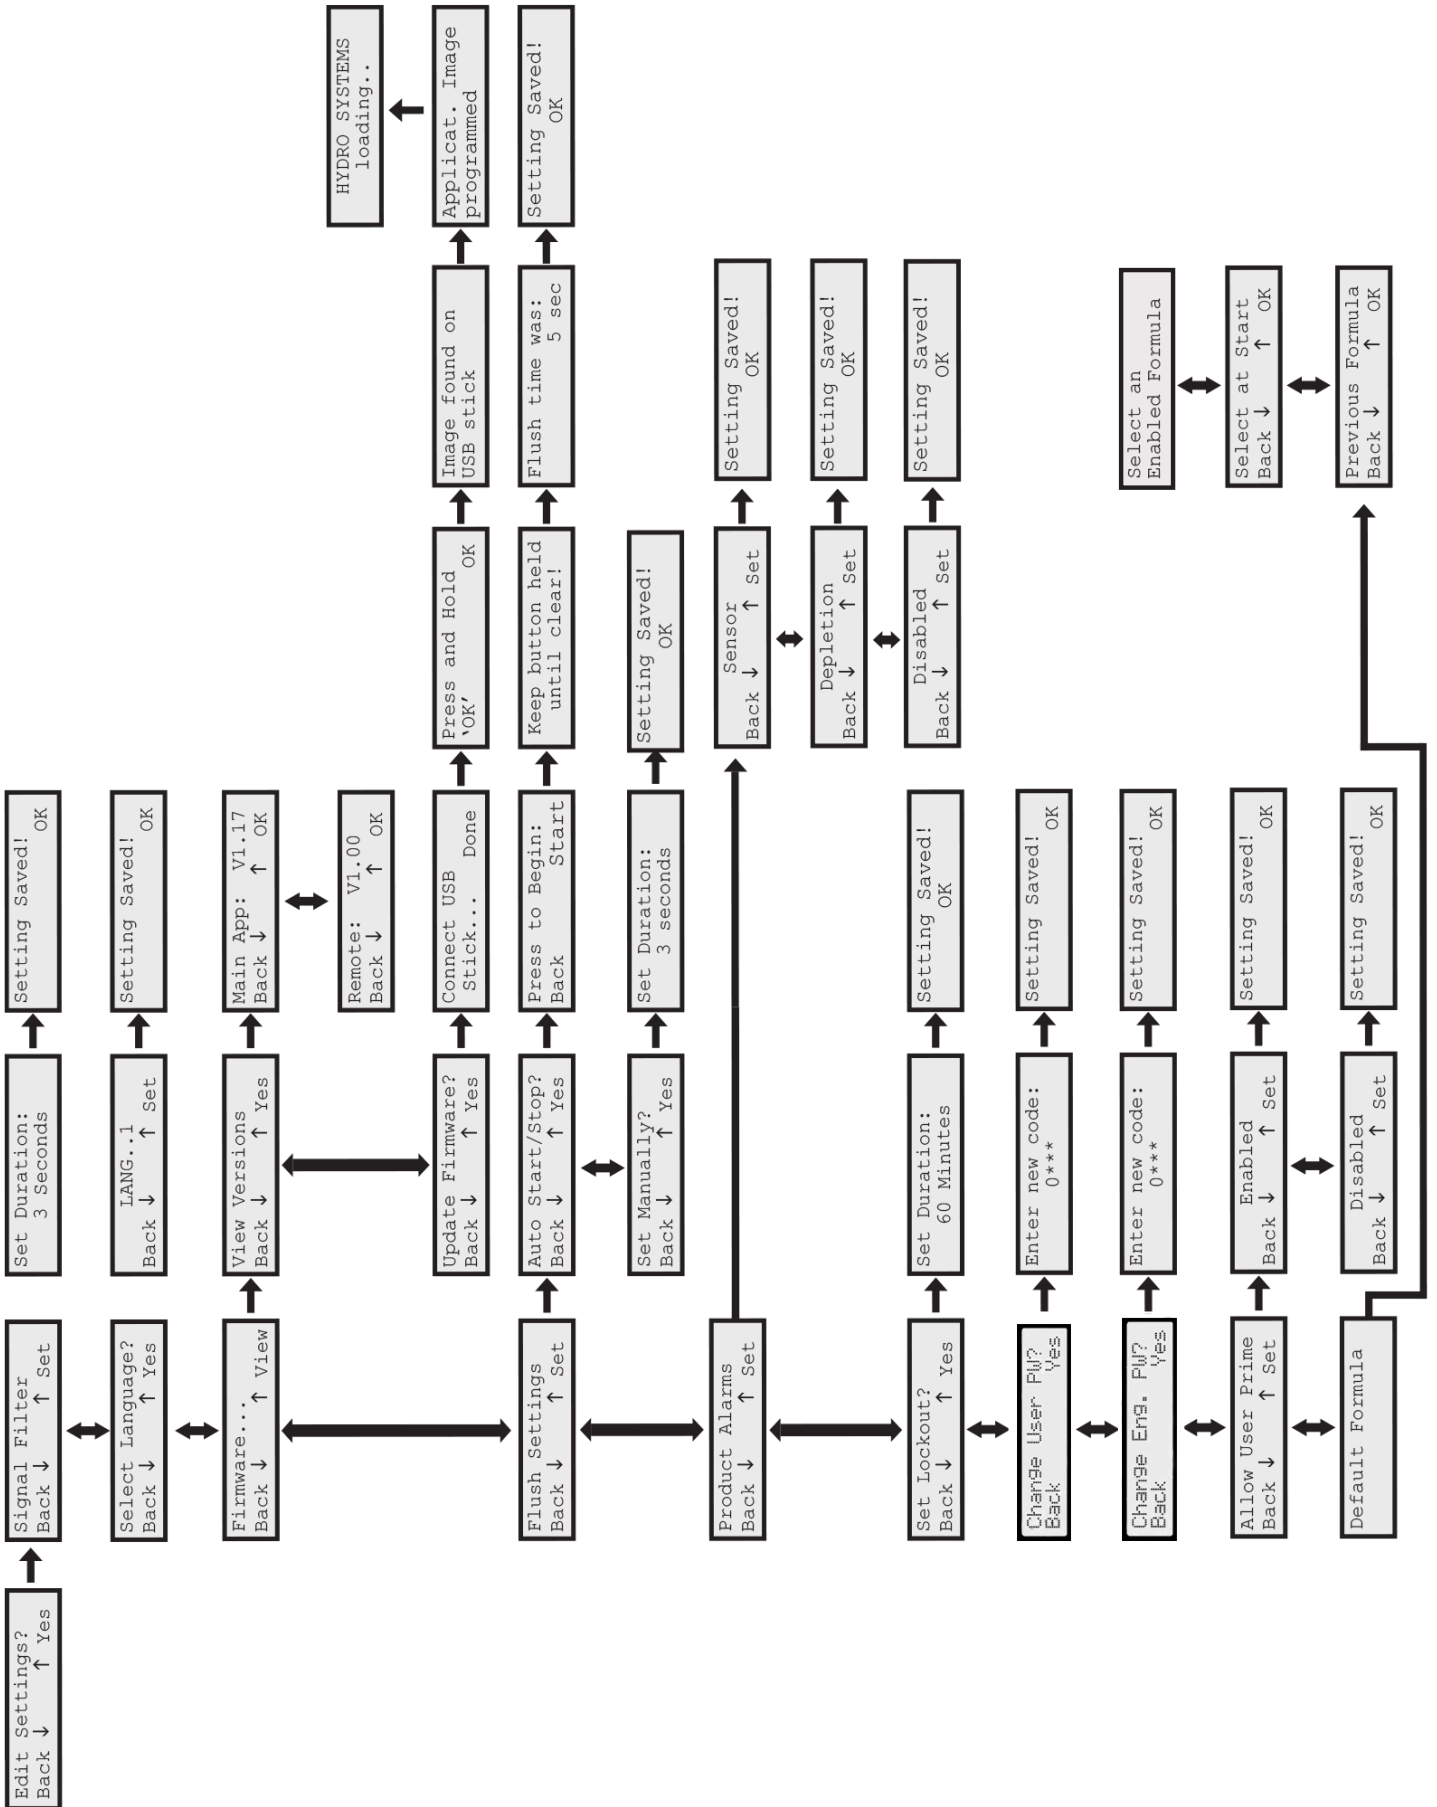 Edit Settings?
Back ↓ ↑ Yes
Signal Filter
Back ↓ ↑ Set
Set Duration:
3 Seconds
Setting Saved!
OK
Select Language?
Back ↓ ↑ Yes
LANG..1
Back ↓ ↑ Set
Setting Saved!
OK
Firmware...
Back ↓ ↑ View
View Versions
Back ↓ ↑ Yes
Main App: V1.17
Back ↓ ↑ OK
Remote: V1.00
Back ↓ ↑ OK
Update Firmware?
Back ↓ ↑ Yes
Connect USB
Stick... Done
Press and Hold
‘OK’ OK
Image found on
USB stick
Applicat. Image
programmed
HYDRO SYSTEMS
loading..
Flush Settings
Back ↓ ↑ Set
Auto Start/Stop?
Back ↓ ↑ Yes
Press to Begin:
Back Start
Keep button held
until clear!
Flush time was:
5 sec
Setting Saved!
OK
Set Manually?
Back ↓ ↑ Yes
Set Duration:
3 seconds
Setting Saved!
OK
Product Alarms
Back ↓ ↑ Set
Sensor
Back ↓ ↑ Set
Setting Saved!
OK
Depletion
Back ↓ ↑ Set
Setting Saved!
OK
Disabled
Back ↓ ↑ Set
Setting Saved!
OK
Set Lockout?
Back ↓ ↑ Yes
Set Duration:
60 Minutes
Setting Saved!
OK
Change User PW?
Back Yes
Enter new code:
0***
Setting Saved!
OK
Change Eng. PW?
Back Yes
Enter new code:
0***
Setting Saved!
OK
Allow User Prime
Back ↓ ↑ Set
Enabled
Back ↓ ↑ Set
Setting Saved!
OK
Disabled
Back ↓ ↑ Set
Setting Saved!
OK
Default Formula
Select an
Enabled Formula
Select at Start
Back ↓ ↑ OK
Previous Formula
Back ↓ ↑ OK